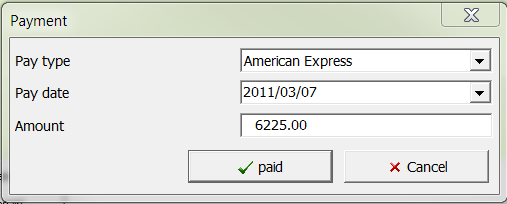 Payment
Pay type American Express
Pay date 2011/03/07
Amount 6225.00
paid Cancel